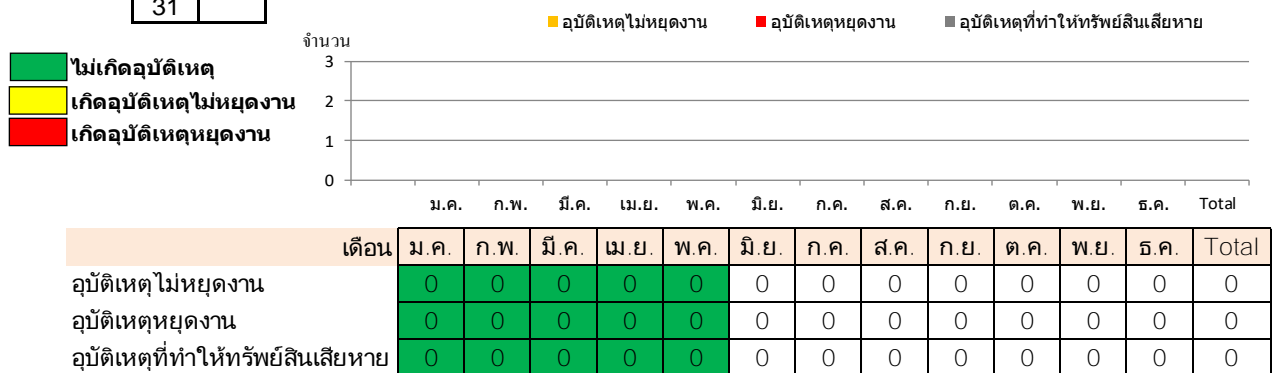 31
อุบัติเหตุไม่หยุดงาน อุบัติเหตุหยุดงาน อุบัติเหตุที่ทำให้ทรัพย์สินเสียหาย
จำนวน
ไม่เกิดอุบัติเหตุ
เกิดอุบัติเหตุไม่หยุดงาน
เกิดอุบัติเหตุหยุดงาน
3
2
1
0
ม.ค. ก.พ. มี.ค. เม.ย. พ.ค. มิ.ย. ก.ค. ส.ค. ก.ย. ต.ค. พ.ย. ธ.ค. Total
เดือน ม.ค. ก.พ. มี.ค. เม.ย. พ.ค. มิ.ย. ก.ค. ส.ค. ก.ย. ต.ค. พ.ย. ธ.ค. Total
อุบัติเหตุไม่หยุดงาน 0 0 0 0 0 0 0 0 0 0 0 0 0
อุบัติเหตุหยุดงาน 0 0 0 0 0 0 0 0 0 0 0 0 0
อุบัติเหตุที่ทำให้ทรัพย์สินเสียหาย 0 0 0 0 0 0 0 0 0 0 0 0 0